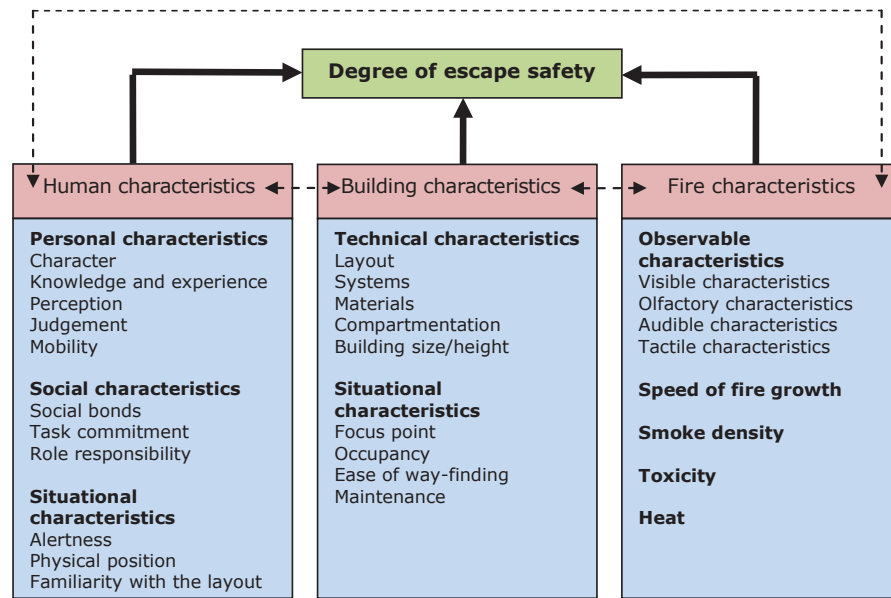 Degree of escape safety
Human characteristics
Personal characteristics
Character
Knowledge and experience
Perception
Judgement
Mobility
Social characteristics
Social bonds
Task commitment
Role responsibility
Situational
characteristics
Alertness
Physical position
Familiarity with the layout
Building characteristics
Technical characteristics
Layout
Systems
Materials
Compartmentation
Building size/height
Situational
characteristics
Focus point
Occupancy
Ease of way-finding
Maintenance
Fire characteristics
Observable
characteristics
Visible characteristics
Olfactory characteristics
Audible characteristics
Tactile characteristics
Speed of fire growth
Smoke density
Toxicity
Heat